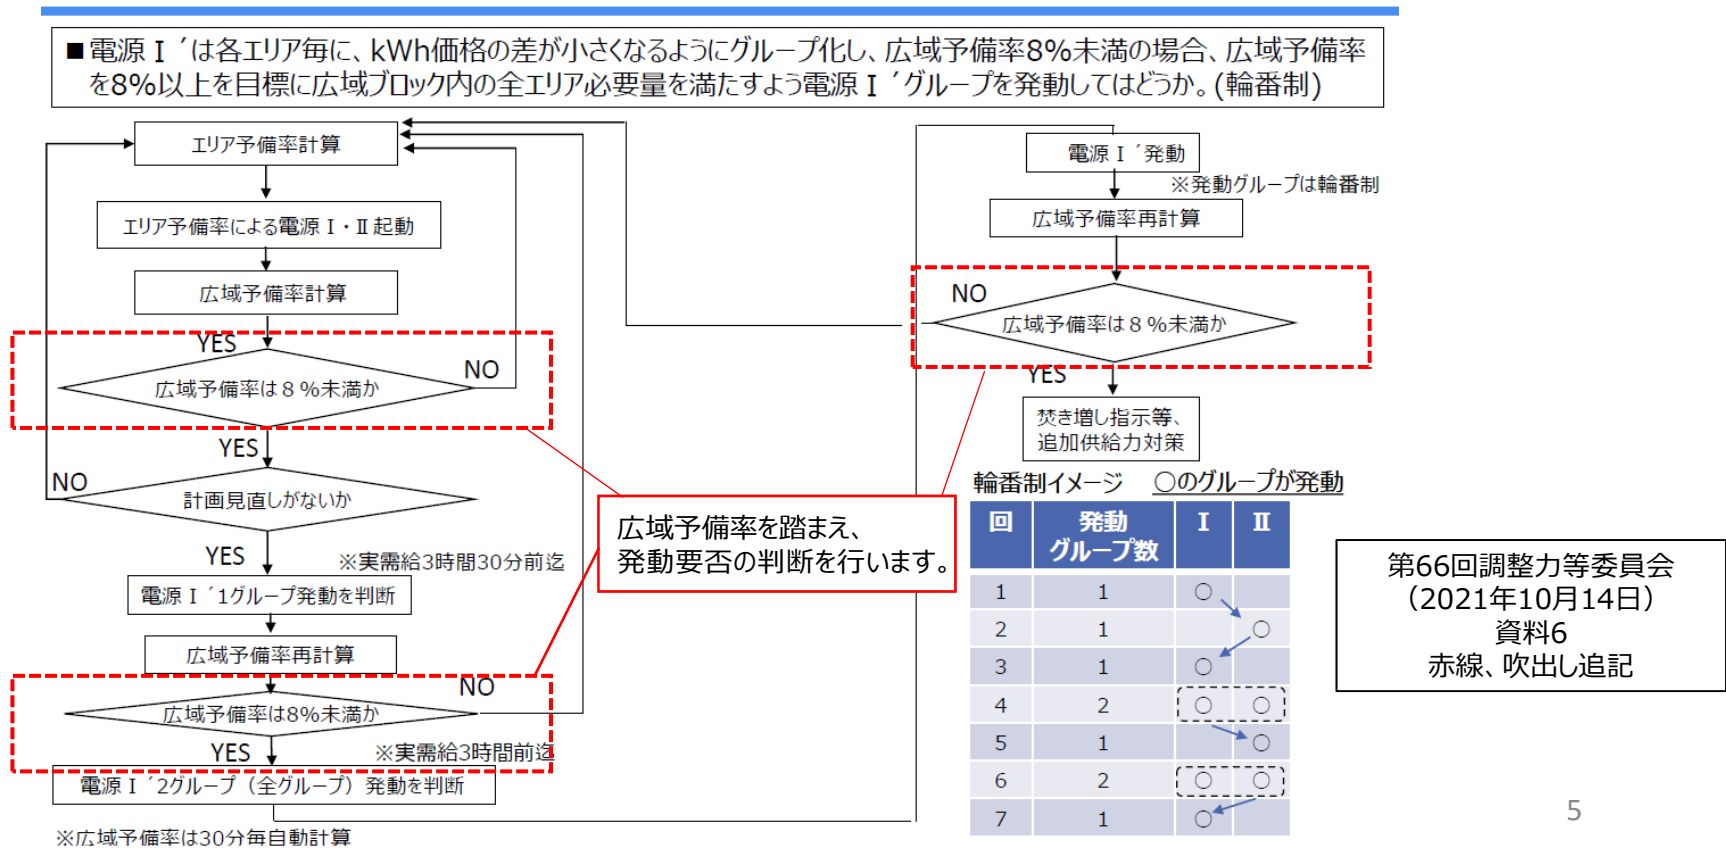 ■電源Ⅰ´は各エリア毎に、kWh価格の差が小さくなるようにグループ化し、広域予備率8%未満の場合、広域予備率
を8%以上を目標に広域ブロック内の全エリア必要量を満たすよう電源Ⅰ´グループを発動してはどうか。(輪番制)
エリア予備率計算
エリア予備率による電源Ⅰ・Ⅱ起動
広域予備率計算
YES
広域予備率は8%未満か
NO
YES
NO
計画見直しがないか
YES
※実需給3時間30分前迄
電源Ⅰ´1グループ発動を判断
広域予備率再計算
NO
広域予備率は8%未満か
YES
※実需給3時間前迄
電源Ⅰ´2グループ（全グループ）発動を判断
※広域予備率は30分毎自動計算
広域予備率を踏まえ、
発動要否の判断を行います。
電源Ⅰ´発動
※発動グループは輪番制
広域予備率再計算
NO
広域予備率は8%未満か
YES
焚き増し指示等、
追加供給力対策
輪番制イメージ ○のグループが発動
回 発動グループ数 Ⅰ Ⅱ
1 1 ○
2 1 ○
3 1 ○
4 2 ○ ○
5 1 ○
6 2 ○ ○
7 1 ○
第66回調整力等委員会
（2021年10月14日）
資料6
赤線、吹出し追記
5